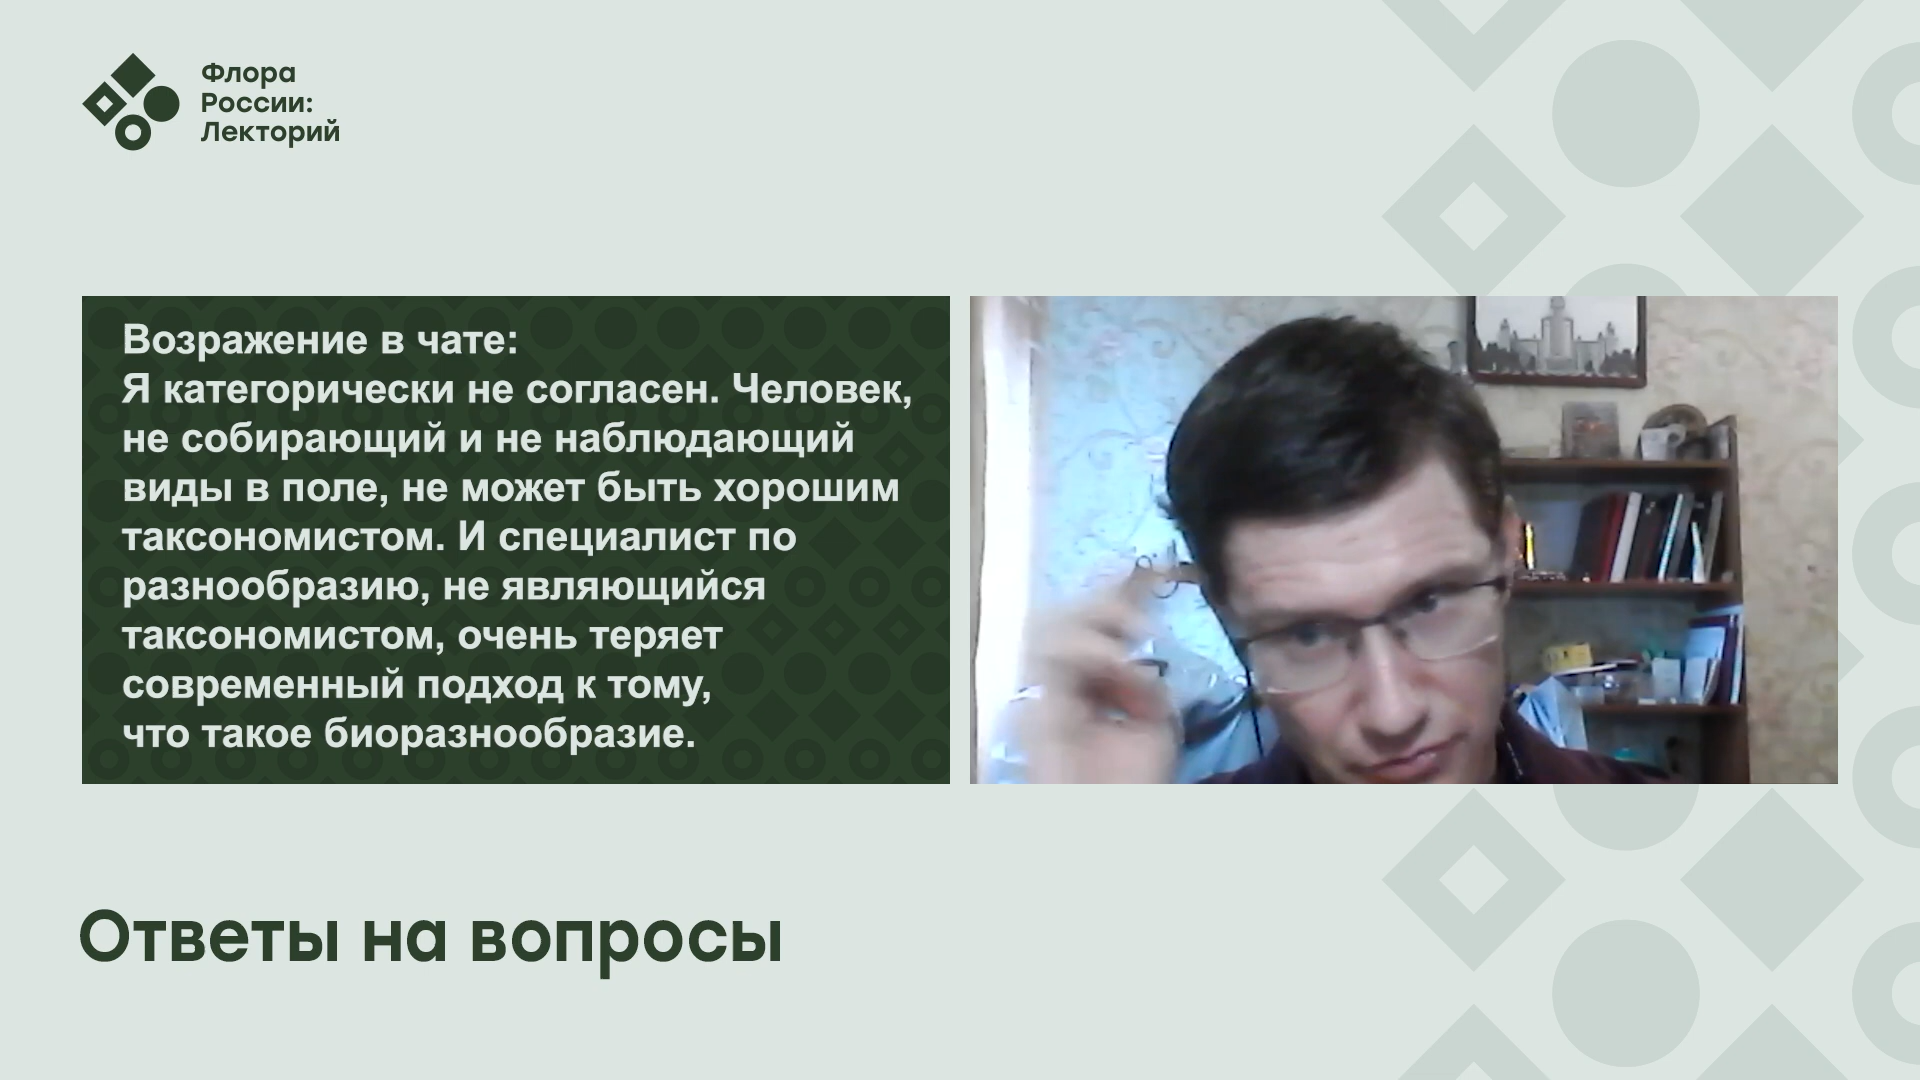 Флора
России:
Лекторий
Возражение в чате:
Я категорически не согласен. Человек,
не собирающий и не наблюдающий
виды в поле, не может быть хорошим
таксономистом. И специалист по
разнообразию, не являющийся
таксономистом, очень теряет
современный подход к тому,
что такое биоразнообразие.
Ответы на вопросы